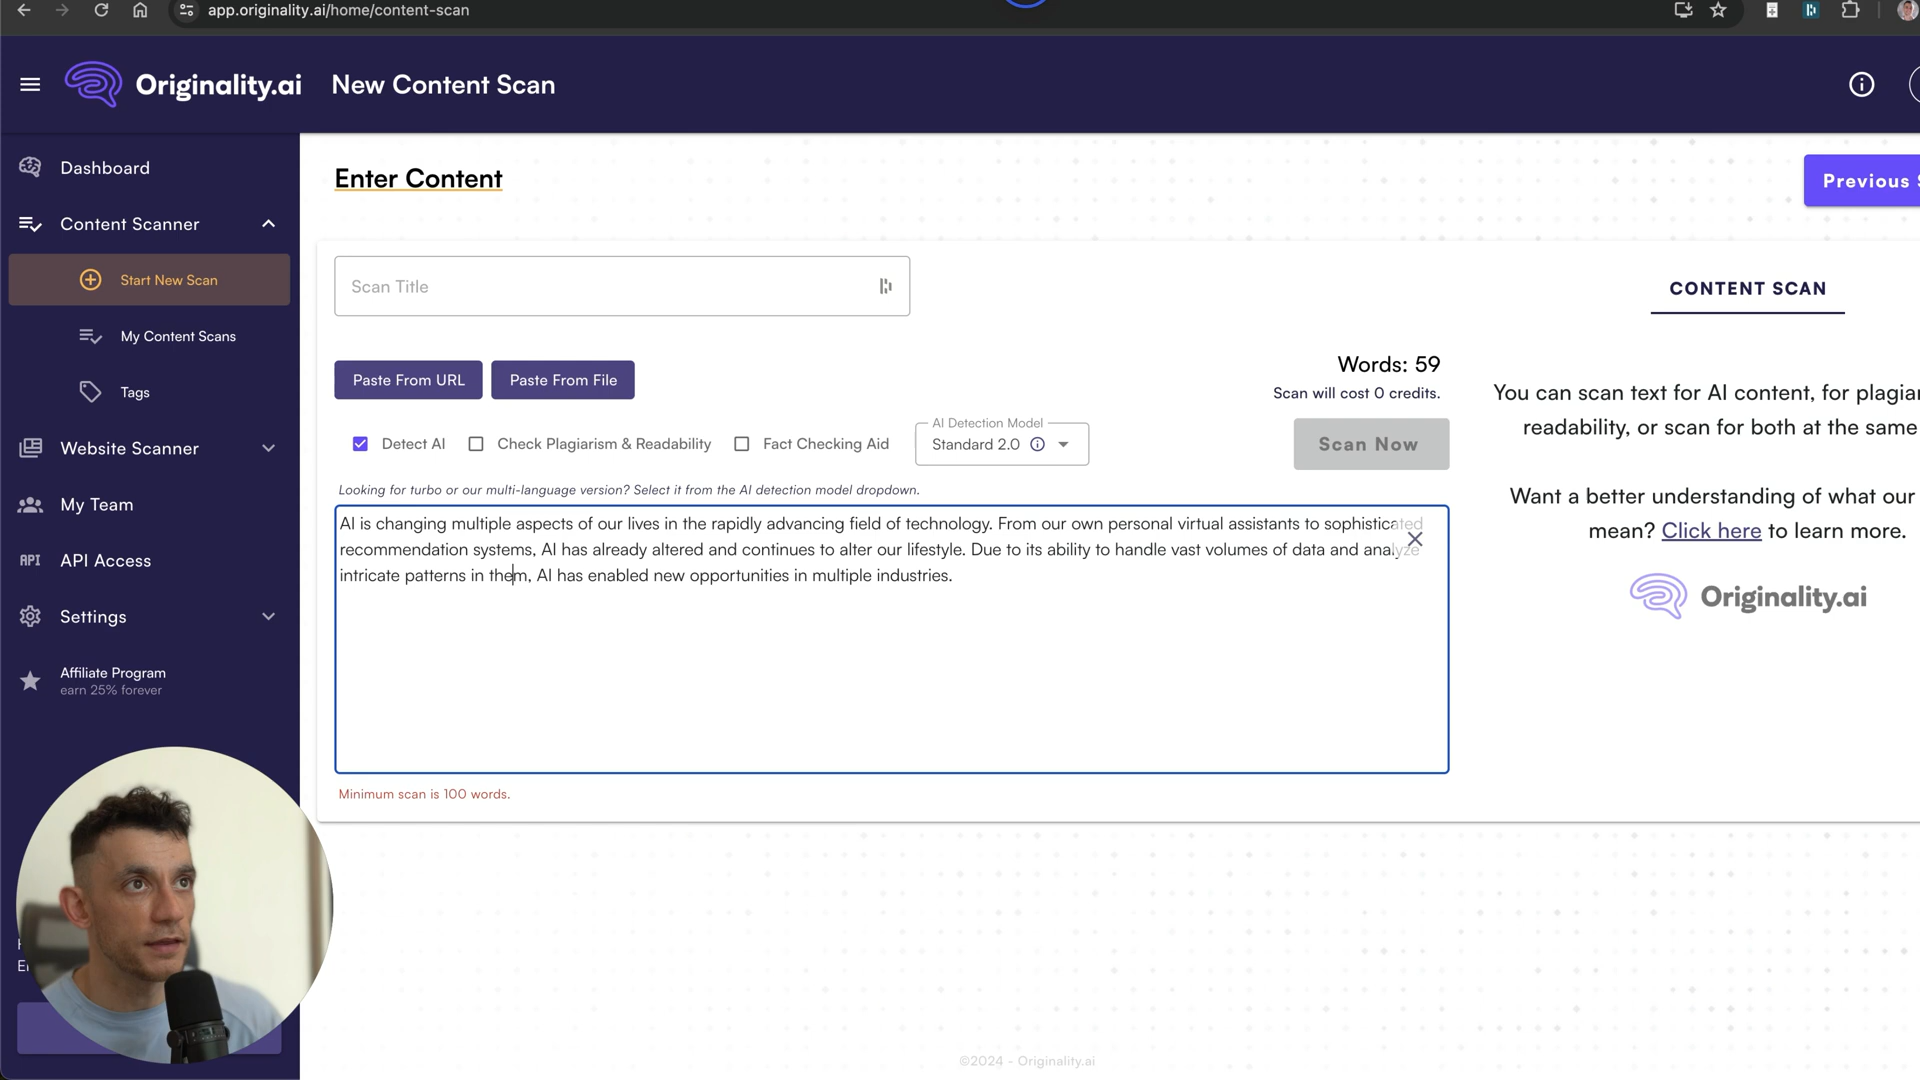 app.originality.ai/home/content-scan
Originality.ai
New Content Scan
Dashboard
Content Scanner
Start New Scan
My Content Scans
Tags
Website Scanner
My Team
API
API Access
Settings
Affiliate Program
earn 25% forever
Enter Content
Previous
Scan Title
Paste From URL
Paste From File
Words: 59
Scan will cost 0 credits.
Detect AI
Check Plagiarism & Readability
Fact Checking Aid
AI Detection Model
Standard 2.0
Scan Now
Looking for turbo or our multi-language version? Select it from the AI detection model dropdown.
AI is changing multiple aspects of our lives in the rapidly advancing field of technology. From our own personal virtual assistants to sophisticated
recommendation systems, AI has already altered and continues to alter our lifestyle. Due to its ability to handle vast volumes of data and analyze
intricate patterns in them, AI has enabled new opportunities in multiple industries.
Minimum scan is 100 words.
CONTENT SCAN
You can scan text for AI content, for plagiar
readability, or scan for both at the same
Want a better understanding of what our
mean? Click here to learn more.
Originality.ai
©2024 - Originality.ai